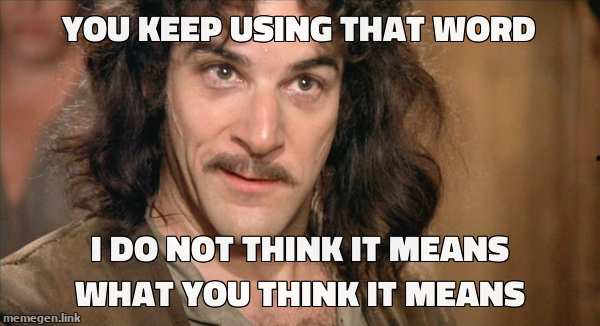 YOU KEEP USING THAT WORD
I DO NOT THINK IT MEANS
WHAT YOU THINK IT MEANS
memegen.link